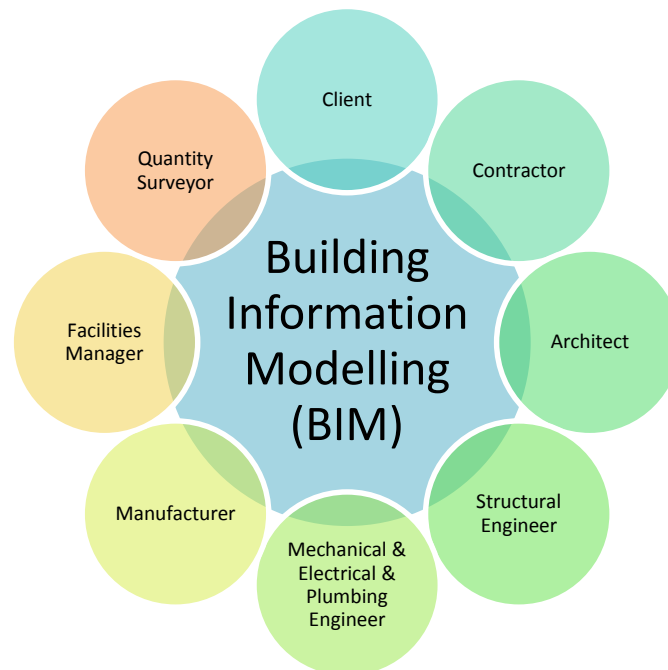 Client
Contractor
Architect
Structural
Engineer
Mechanical &
Electrical &
Plumbing
Engineer
Manufacturer
Facilities
Manager
Quantity
Surveyor
Building
Information
Modelling
(BIM)